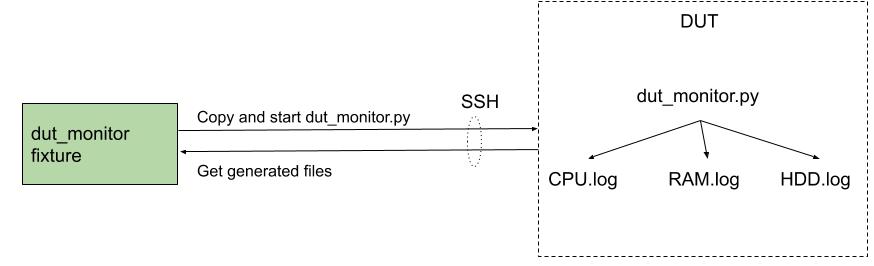 DUT
dut_monitor.py
SSH
Copy and start dut_monitor.py
dut_monitor
fixture
Get generated files
CPU.log
RAM.log
HDD.log